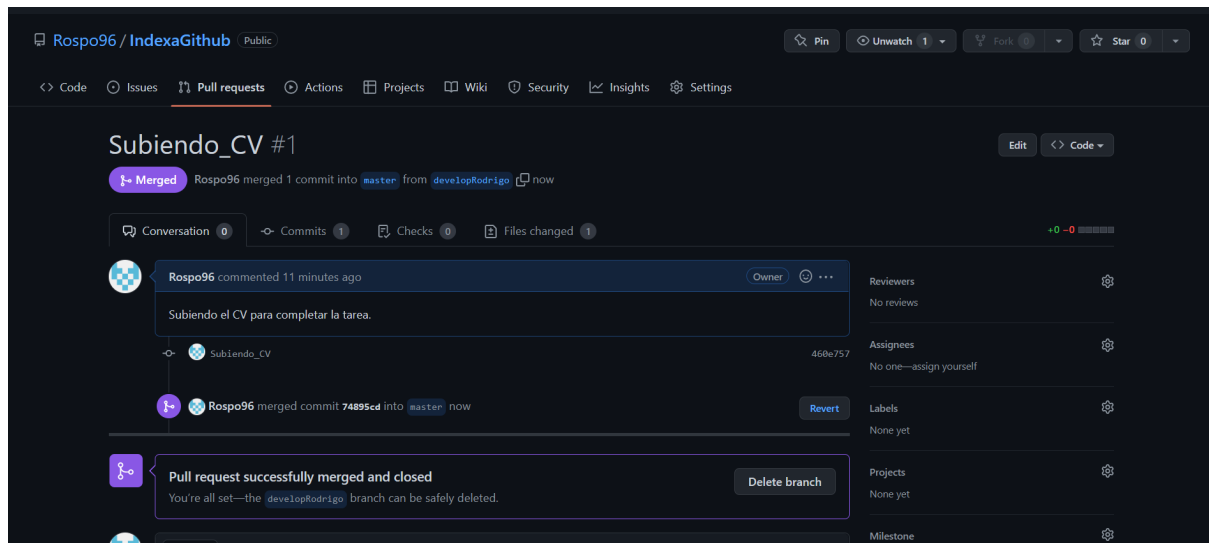 Rospo96 / IndexaGithub Public
Pin Unwatch 1 Fork 0 Star 0
Code Issues Pull requests Actions Projects Wiki Security Insights Settings
Subiendo_CV #1
Edit <> Code
Merged Rospo96 merged 1 commit into master from developRodrigo now
Conversation 0 Commits 1 Checks 0 Files changed 1 +0 −0
Rospo96 commented 11 minutes ago Owner
Subiendo el CV para completar la tarea.
Subiendo_CV 460e757
Rospo96 merged commit 74895cd into master now Revert
Pull request successfully merged and closed
You're all set—the developRodrigo branch can be safely deleted.
Delete branch
Reviewers
No reviews
Assignees
No one—assign yourself
Labels
None yet
Projects
None yet
Milestone